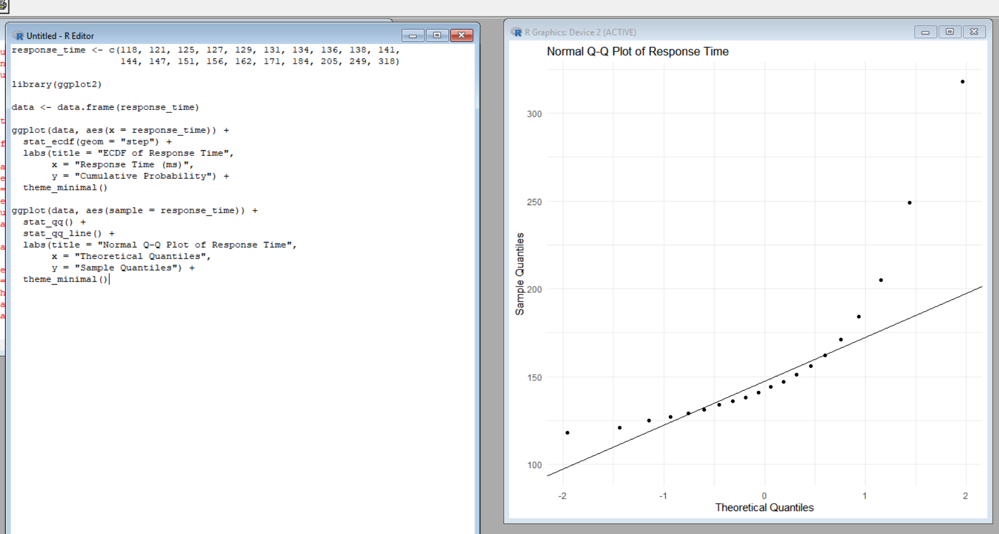 Untitled - R Editor
response_time <- c(118, 121, 125, 127, 129, 131, 134, 136, 138, 141,
                   144, 147, 151, 156, 162, 171, 184, 205, 249, 318)
library(ggplot2)
data <- data.frame(response_time)
ggplot(data, aes(x = response_time)) +
  stat_ecdf(geom = "step") +
  labs(title = "ECDF of Response Time",
       x = "Response Time (ms)",
       y = "Cumulative Probability") +
  theme_minimal()
ggplot(data, aes(sample = response_time)) +
  stat_qq() +
  stat_qq_line() +
  labs(title = "Normal Q-Q Plot of Response Time",
       x = "Theoretical Quantiles",
       y = "Sample Quantiles") +
  theme_minimal()
R Graphics: Device 2 (ACTIVE)
Normal Q-Q Plot of Response Time
Sample Quantiles
300
250
200
150
100
-2 -1 0 1 2
Theoretical Quantiles